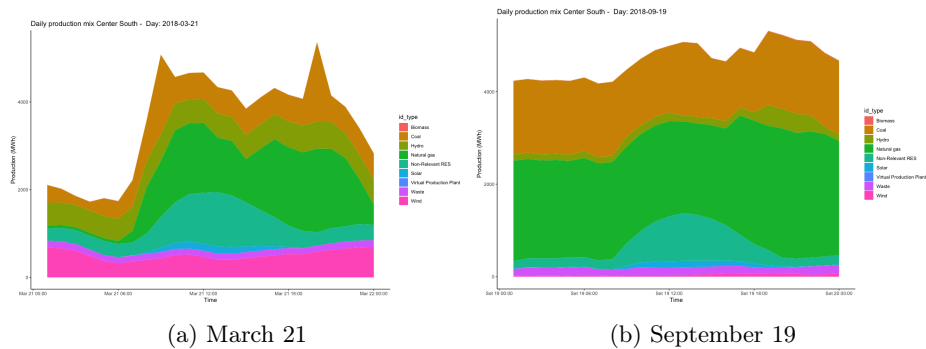 Daily production mix Center South - Day: 2018-03-21
Production (MWh)
4000
2000
0
Mar 21 00:00
Mar 21 06:00
Mar 21 12:00
Mar 21 18:00
Mar 22 00:00
Time
id_type
Biomass
Coal
Hydro
Natural gas
Non-Relevant RES
Solar
Virtual Production Plant
Waste
Wind
(a) March 21
Daily production mix Center South - Day: 2018-09-19
Production (MWh)
4000
2000
0
Set 19 00:00
Set 19 06:00
Set 19 12:00
Set 19 18:00
Set 20 00:00
Time
id_type
Biomass
Coal
Hydro
Natural gas
Non-Relevant RES
Solar
Virtual Production Plant
Waste
Wind
(b) September 19